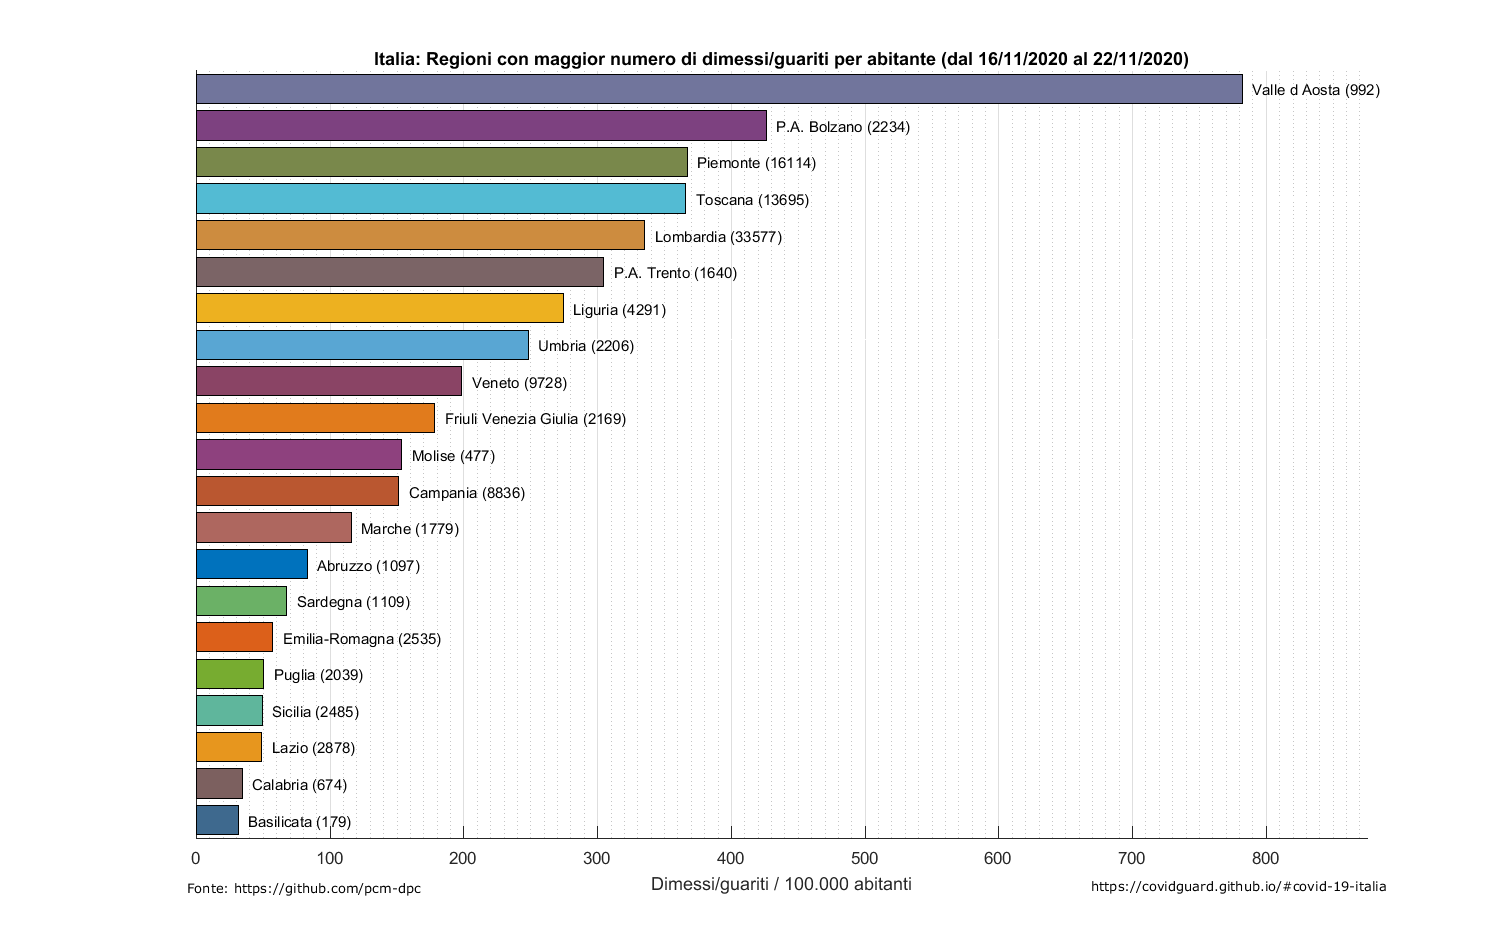 Italia: Regioni con maggior numero di dimessi/guariti per abitante (dal 16/11/2020 al 22/11/2020)
Valle d Aosta (992)
P.A. Bolzano (2234)
Piemonte (16114)
Toscana (13695)
Lombardia (33577)
P.A. Trento (1640)
Liguria (4291)
Umbria (2206)
Veneto (9728)
Friuli Venezia Giulia (2169)
Molise (477)
Campania (8836)
Marche (1779)
Abruzzo (1097)
Sardegna (1109)
Emilia-Romagna (2535)
Puglia (2039)
Sicilia (2485)
Lazio (2878)
Calabria (674)
Basilicata (179)
0 100 200 300 400 500 600 700 800
Dimessi/guariti / 100.000 abitanti
Fonte: https://github.com/pcm-dpc
https://covidguard.github.io/#covid-19-italia